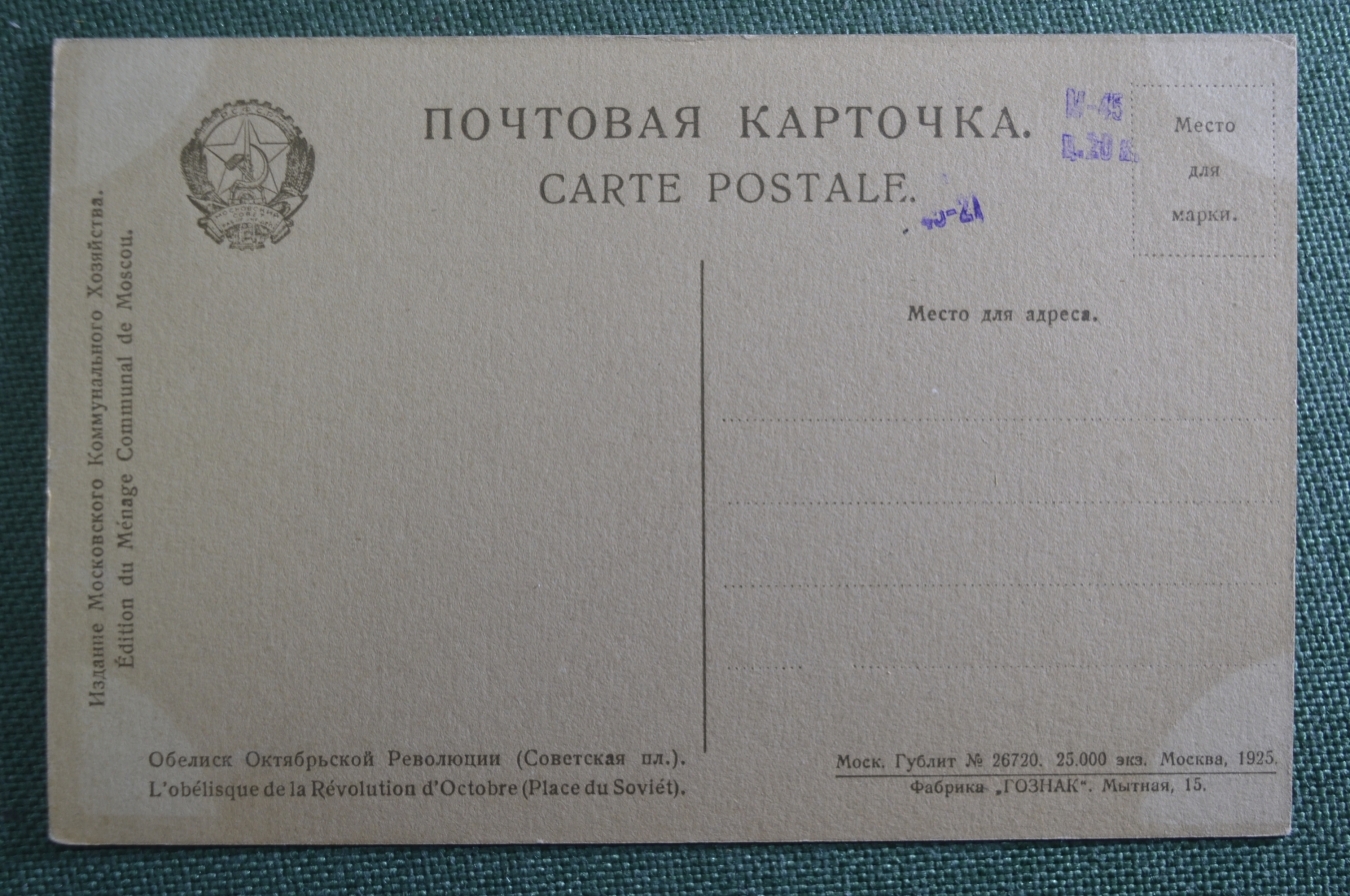 ПОЧТОВАЯ КАРТОЧКА.
CARTE POSTALE.
Место
для
марки.
Место для адреса.
Издание Московского Коммунального Хозяйства.
Édition du Ménage Communal de Moscou.
Обелиск Октябрьской Революции (Советская пл.).
L'obélisque de la Révolution d'Octobre (Place du Soviét).
Моск. Гублит № 26720. 25.000 экз. Москва, 1925.
Фабрика „ГОЗНАК“. Мытная, 15.